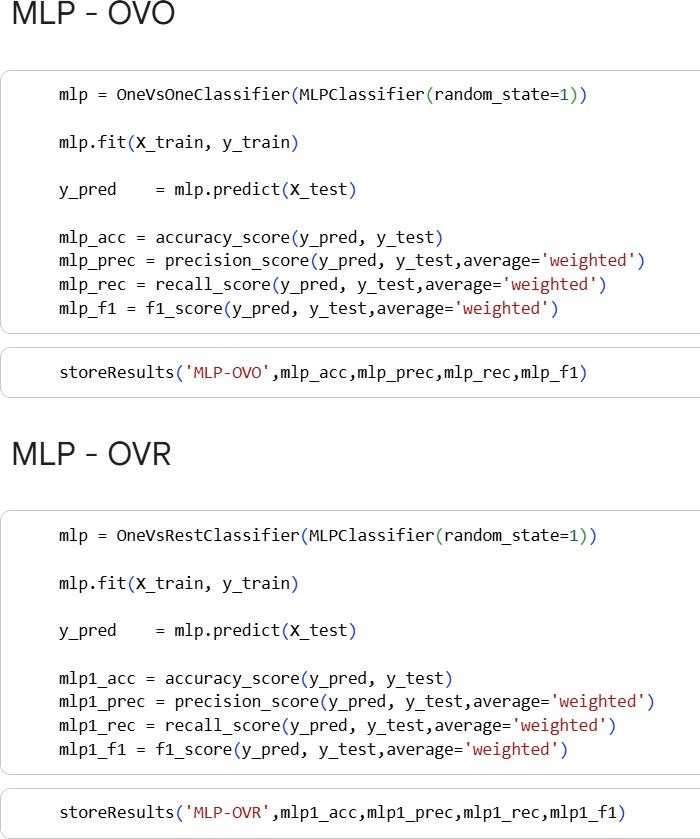 MLP - OVO
mlp = OneVsOneClassifier(MLPClassifier(random_state=1))
mlp.fit(X_train, y_train)
y_pred    = mlp.predict(X_test)
mlp_acc = accuracy_score(y_pred, y_test)
mlp_prec = precision_score(y_pred, y_test,average='weighted')
mlp_rec = recall_score(y_pred, y_test,average='weighted')
mlp_f1 = f1_score(y_pred, y_test,average='weighted')
storeResults('MLP-OVO',mlp_acc,mlp_prec,mlp_rec,mlp_f1)
MLP - OVR
mlp = OneVsRestClassifier(MLPClassifier(random_state=1))
mlp.fit(X_train, y_train)
y_pred    = mlp.predict(X_test)
mlp1_acc = accuracy_score(y_pred, y_test)
mlp1_prec = precision_score(y_pred, y_test,average='weighted')
mlp1_rec = recall_score(y_pred, y_test,average='weighted')
mlp1_f1 = f1_score(y_pred, y_test,average='weighted')
storeResults('MLP-OVR',mlp1_acc,mlp1_prec,mlp1_rec,mlp1_f1)